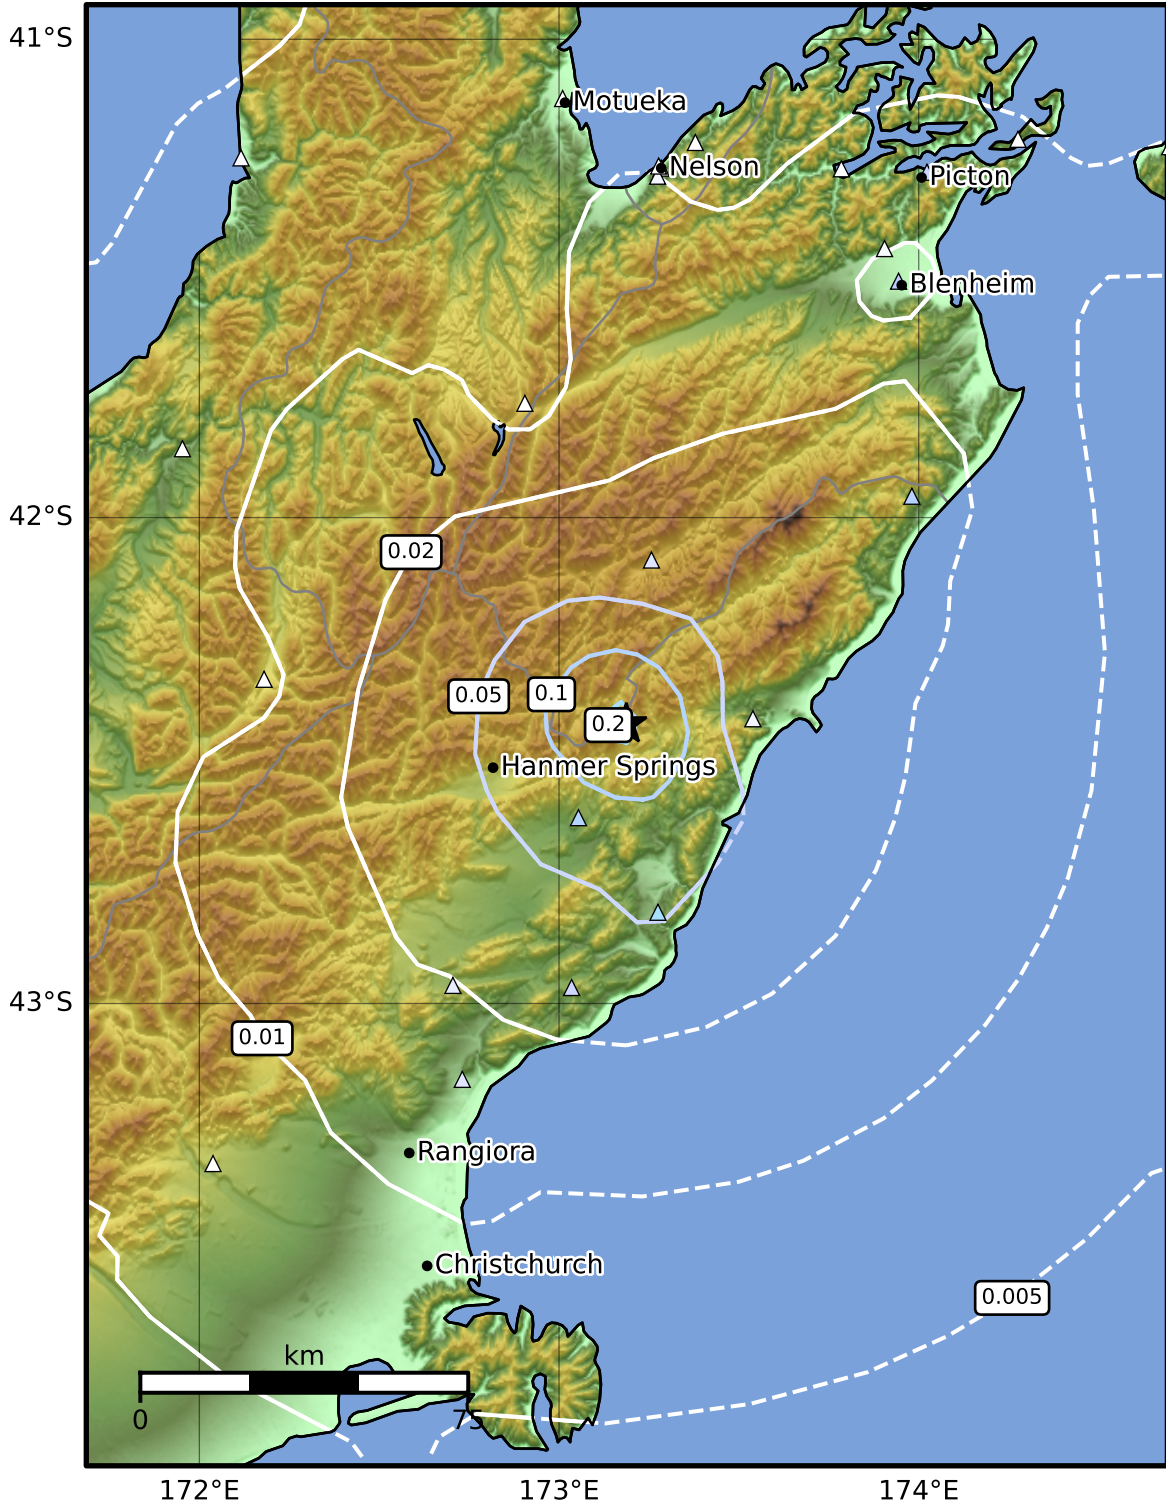 41°S
Motueka
Nelson
Picton
Blenheim
42°S
0.02
0.05
0.1
0.2
Hanmer Springs
43°S
0.01
Rangiora
Christchurch
0.005
km
0
75
172°E
173°E
174°E